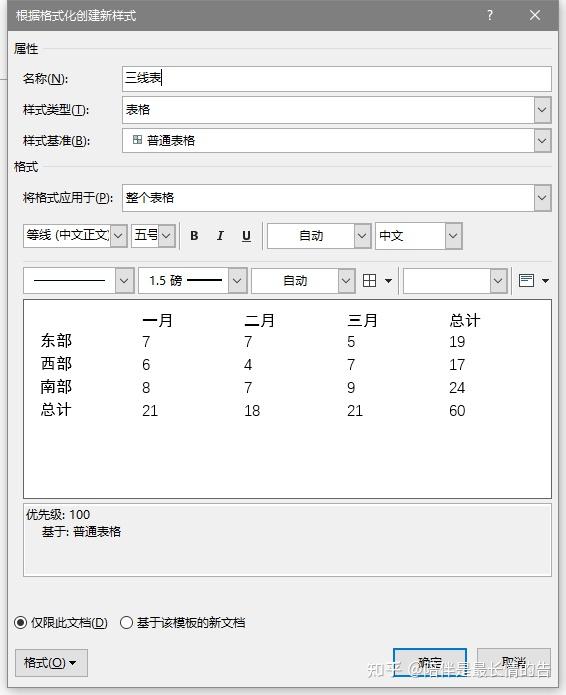 根据格式化创建新样式 ?
属性
名称(N): 三线表
样式类型(T): 表格
样式基准(B): 普通表格
格式
将格式应用于(P): 整个表格
等线 (中文正文) 五号 B I U 自动 中文
1.5 磅 自动
一月 二月 三月 总计
东部 7 7 5 19
西部 6 4 7 17
南部 8 7 9 24
总计 21 18 21 60
优先级: 100
基于: 普通表格
仅限此文档(D) 基于该模板的新文档
格式(O) 确定 取消
知乎 @陪伴是最长情的告